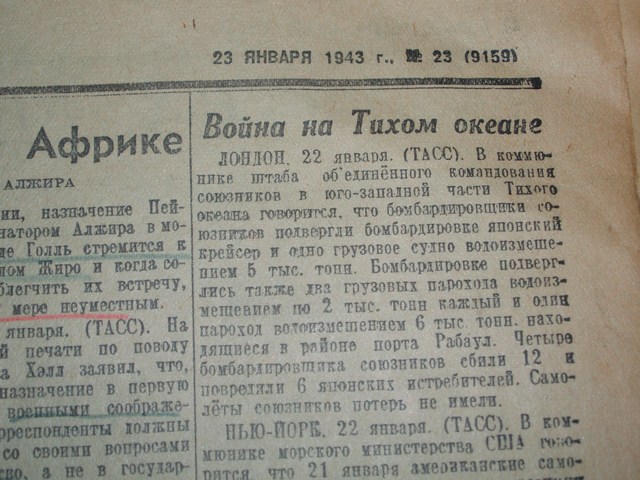 23 ЯНВАРЯ 1943 г., № 23 (9159)
Африке
АЛЖИРА
ии, назначение Пей-
натором Алжира в мо-
ие Голль стремится к
лом Жиро и когда со-
блегчить их встречу,
мере неуместным.
января. (ТАСС). На
й печати по поводу
а Хэлл заявил, что,
назначение в первую
военными соображе-
рреспонденты должны
со своими вопросами
во, а не в государ-
Война на Тихом океане
ЛОНДОН, 22 января. (ТАСС). В коммю-
нике штаба об'единённого командования
союзников в юго-западной части Тихого
океана говорится, что бомбардировщики со-
юзников подвергли бомбардировке японский
крейсер и одно грузовое судно водоизмеще-
нием 5 тыс. тонн. Бомбардировке подверг-
лись также два грузовых парохода водоиз-
мещением по 2 тыс. тонн каждый и один
пароход водоизмещением 6 тыс. тонн, нахо-
дящиеся в районе порта Рабаул. Четыре
бомбардировщика союзников сбили 12 и
повредили 6 японских истребителей. Само-
лёты союзников потерь не имели.
НЬЮ-ЙОРК, 22 января. (ТАСС). В ком-
мюнике морского министерства США гово-
рится, что 21 января американские само-